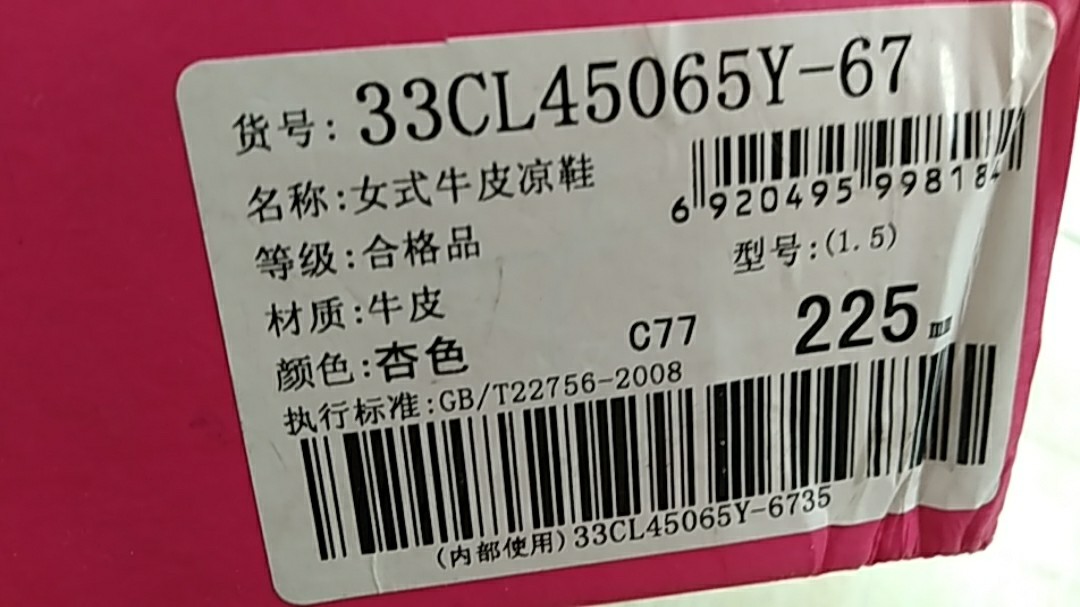 货号:33CL45065Y-67
名称:女式牛皮凉鞋
6 920495 998184
等级:合格品
型号:(1.5)
材质:牛皮
颜色:杏色
C77
225mm
执行标准:GB/T22756-2008
(内部使用)33CL45065Y-6735